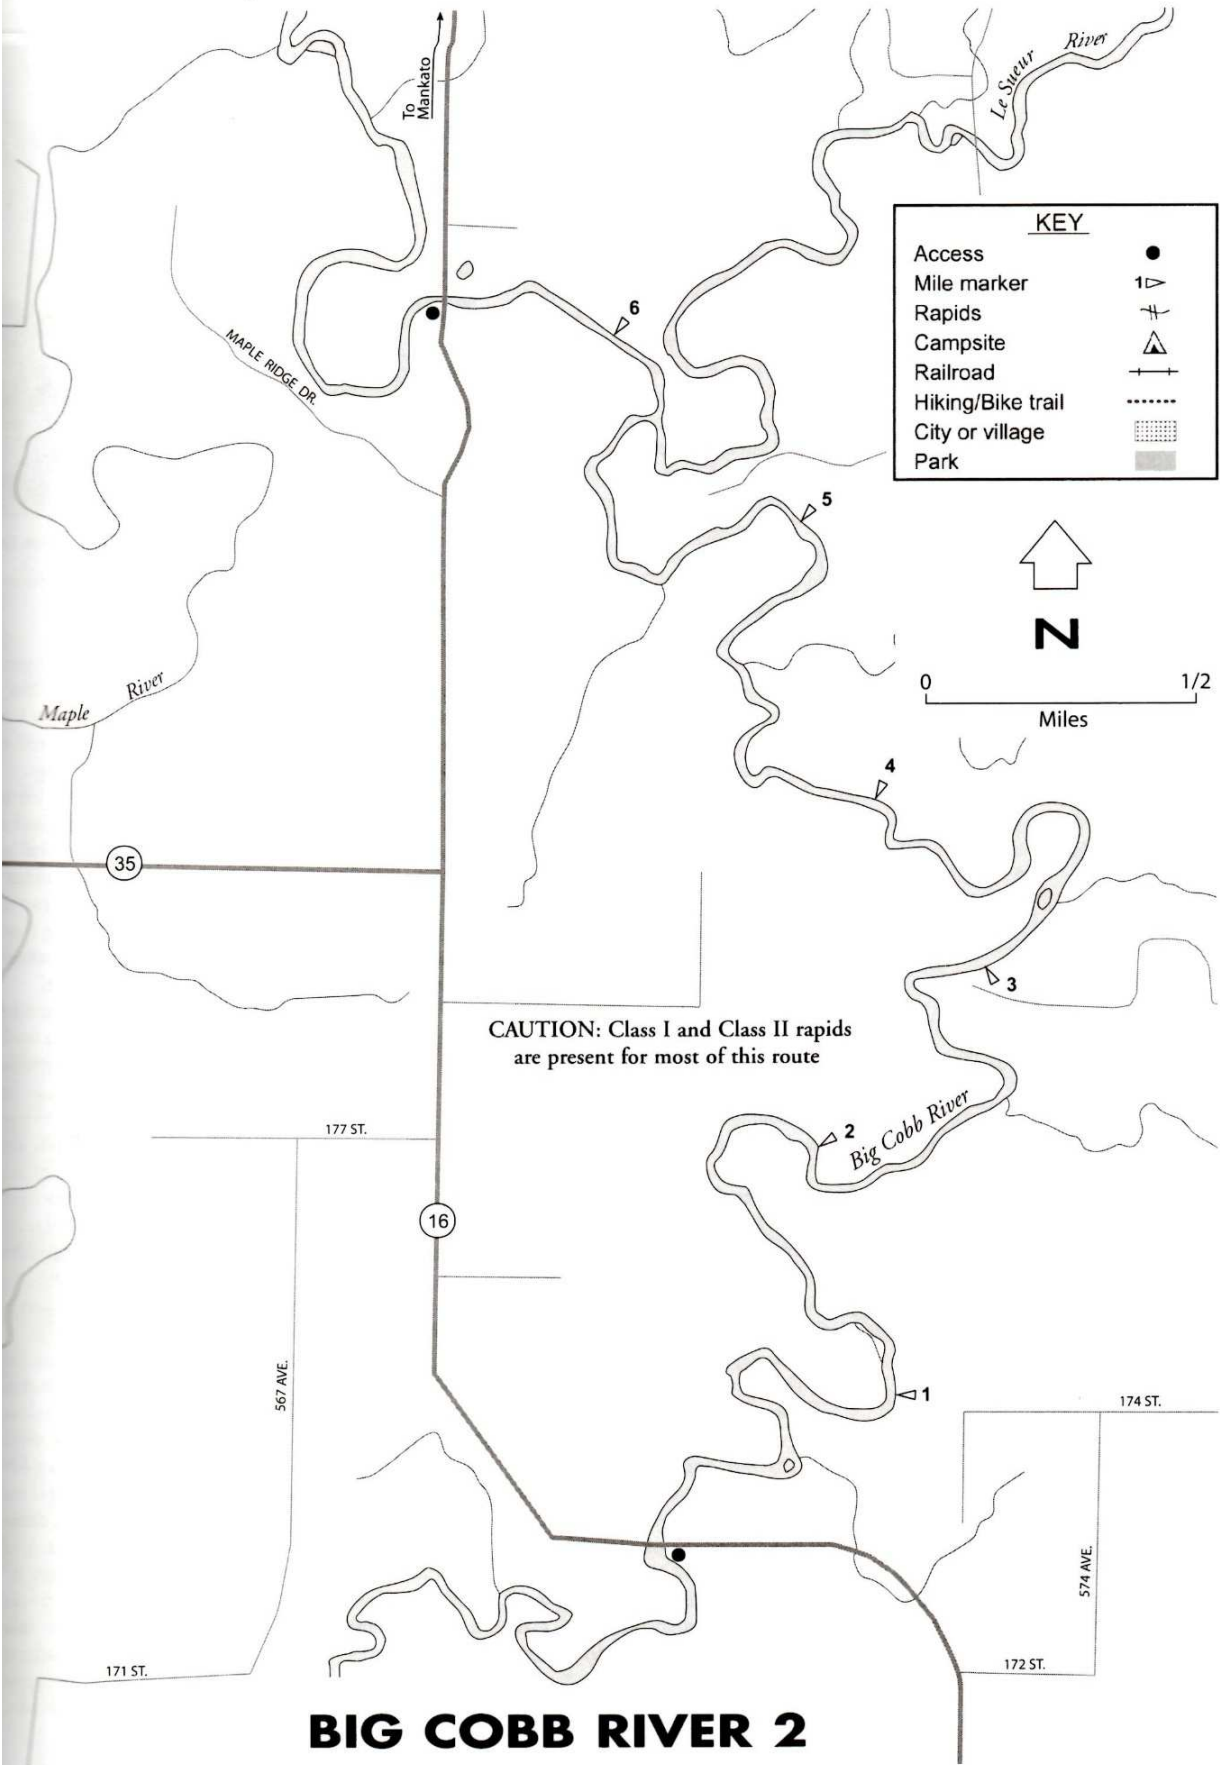 To
Mankato
Le Sueur River
KEY
Access
Mile marker 1
Rapids
Campsite
Railroad
Hiking/Bike trail
City or village
Park
6
MAPLE RIDGE DR.
5
N
0 1/2
Miles
Maple River
4
35
3
CAUTION: Class I and Class II rapids
are present for most of this route
Big Cobb River
2
177 ST.
16
1
567 AVE.
174 ST.
574 AVE.
171 ST.
172 ST.
BIG COBB RIVER 2